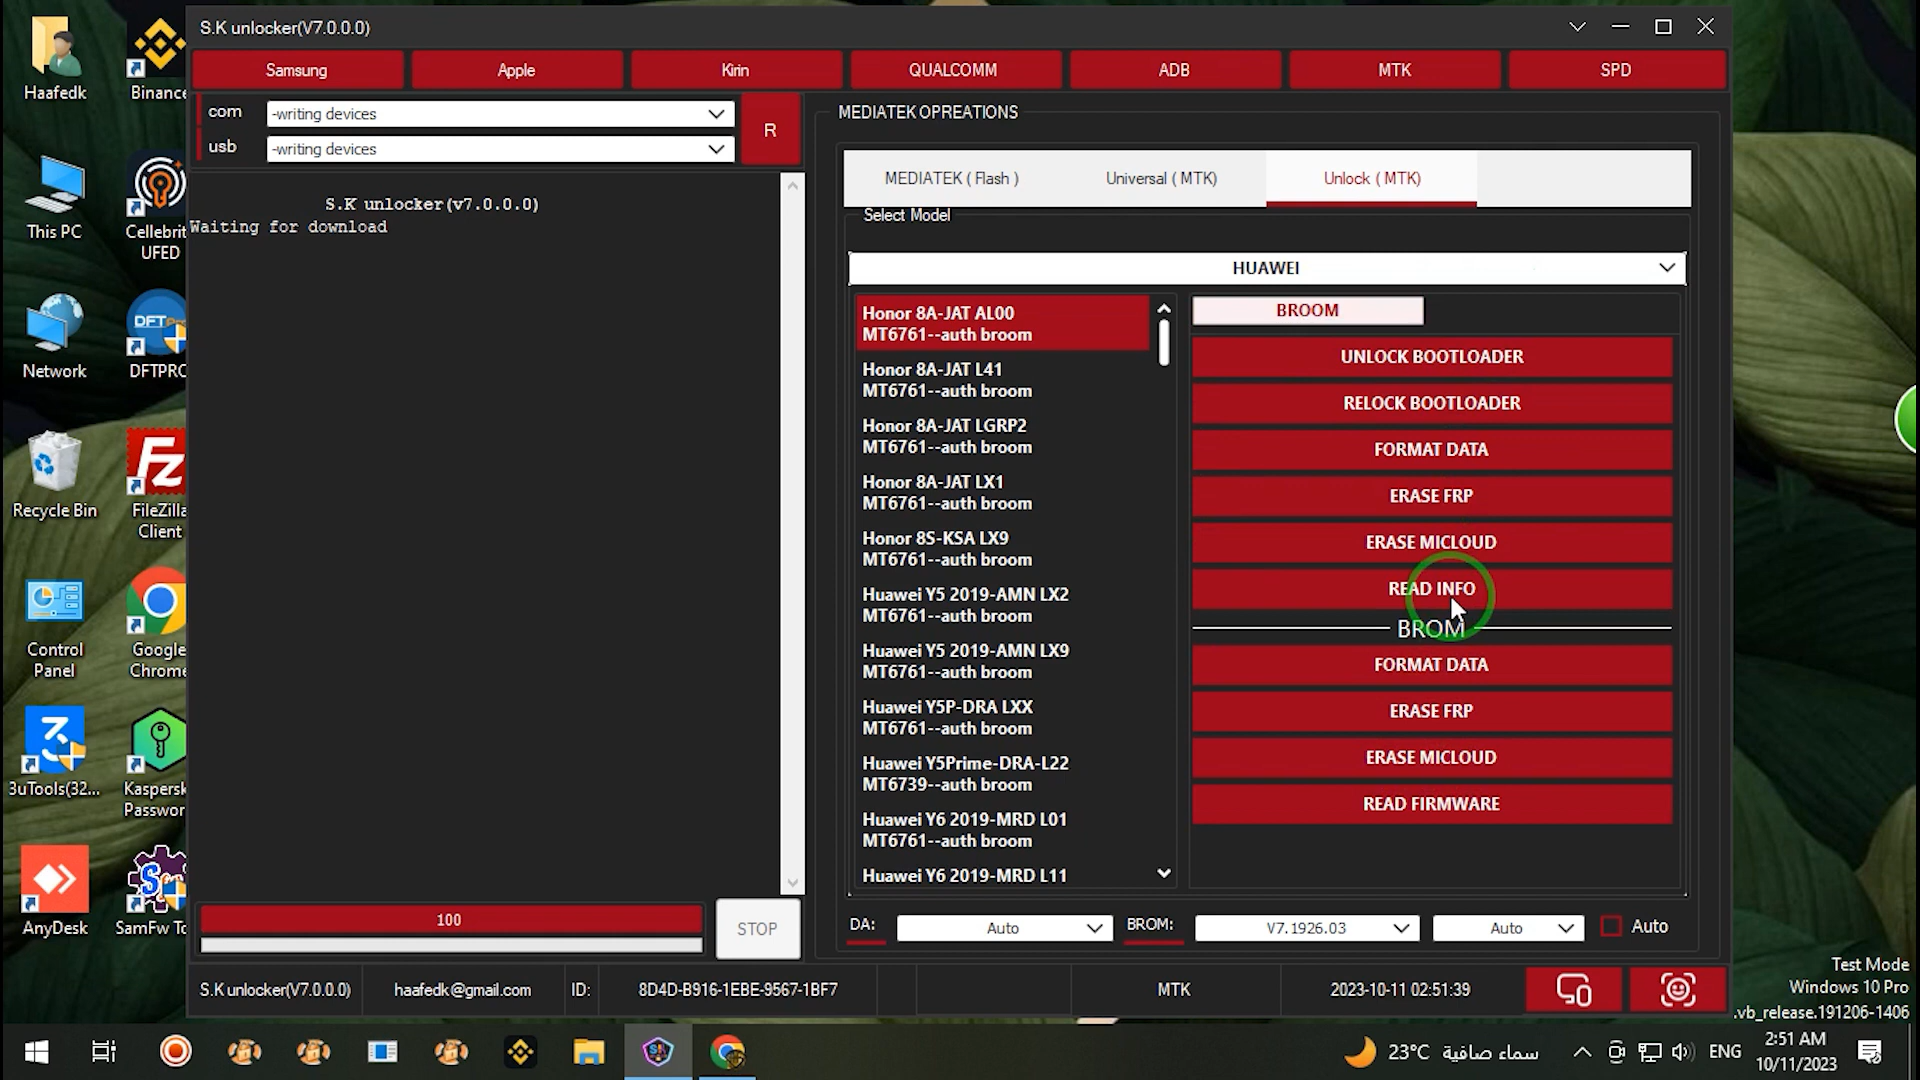 S.K unlocker(V7.0.0.0)
Samsung
Apple
Kirin
QUALCOMM
ADB
MTK
SPD
com
-writing devices
usb
-writing devices
R
S.K unlocker(v7.0.0.0)
Waiting for download
MEDIATEK OPREATIONS
MEDIATEK ( Flash )
Universal ( MTK)
Unlock ( MTK)
Select Model
HUAWEI
Honor 8A-JAT AL00
MT6761--auth broom
Honor 8A-JAT L41
MT6761--auth broom
Honor 8A-JAT LGRP2
MT6761--auth broom
Honor 8A-JAT LX1
MT6761--auth broom
Honor 8S-KSA LX9
MT6761--auth broom
Huawei Y5 2019-AMN LX2
MT6761--auth broom
Huawei Y5 2019-AMN LX9
MT6761--auth broom
Huawei Y5P-DRA LXX
MT6761--auth broom
Huawei Y5Prime-DRA-L22
MT6739--auth broom
Huawei Y6 2019-MRD L01
MT6761--auth broom
Huawei Y6 2019-MRD L11
BROOM
UNLOCK BOOTLOADER
RELOCK BOOTLOADER
FORMAT DATA
ERASE FRP
ERASE MICLOUD
READ INFO
BROM
FORMAT DATA
ERASE FRP
ERASE MICLOUD
READ FIRMWARE
100
STOP
DA:
Auto
BROM:
V7.1926.03
Auto
Auto
S.K unlocker(V7.0.0.0)
haafedk@gmail.com
ID:
8D4D-B916-1EBE-9567-1BF7
MTK
2023-10-11 02:51:39
Haafedk
Binance
This PC
Cellebrit
UFED
Network
DFTPRO
Recycle Bin
FileZilla
Client
Control
Panel
Google
Chrome
3uTools(32...
Kaspersk
Passwor
AnyDesk
SamFw To
Test Mode
Windows 10 Pro
.vb_release.191206-1406
23°C سماء صافية
ENG
2:51 AM
10/11/2023